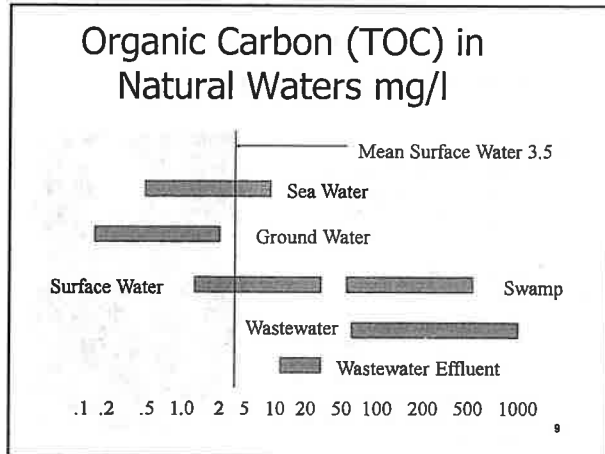 Organic Carbon (TOC) in
Natural Waters mg/l
Mean Surface Water 3.5
Sea Water
Ground Water
Surface Water
Swamp
Wastewater
Wastewater Effluent
.1 .2 .5 1.0 2 5 10 20 50 100 200 500 1000
9